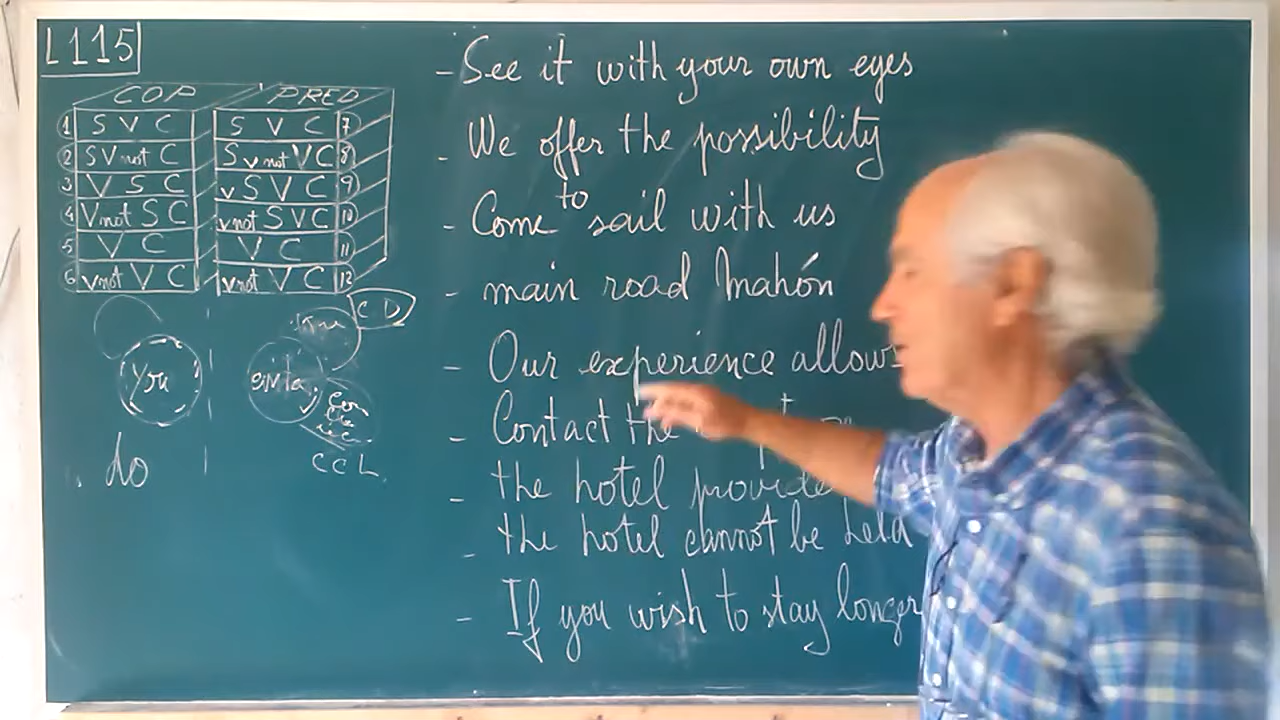 L115
COP PRED
1 S V C S V C 7
2 S V not C S v not V C 8
3 V S C v S V C 9
4 V not S C v not S V C 10
5 V C V C 11
6 v not V C v not V C 12
C D
You
do
C C L
- See it with your own eyes
- We offer the possibility
- Come to sail with us
- main road Mahón
- Our experience allows
- Contact the
- the hotel provide
- the hotel cannot be held
- If you wish to stay longer